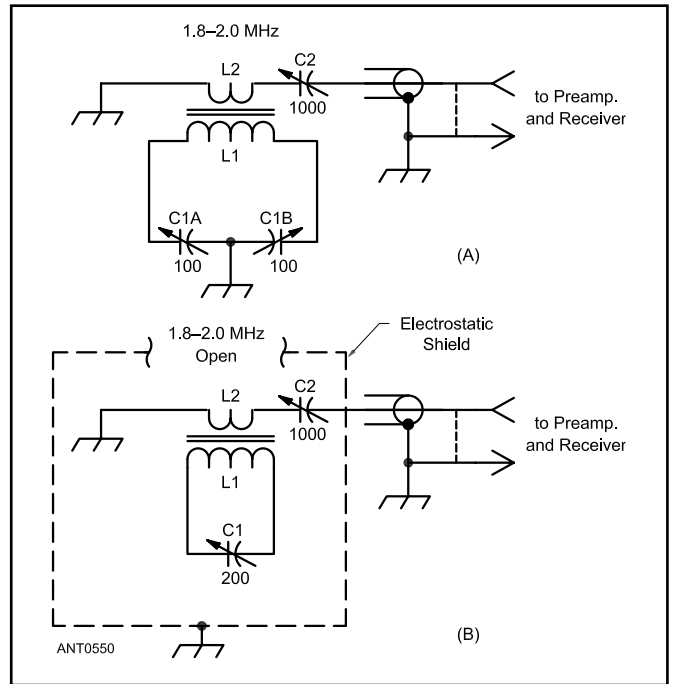 1.8–2.0 MHz
L2
C2
1000
to Preamp.
and Receiver
L1
C1A
C1B
100
100
(A)
1.8–2.0 MHz
Open
Electrostatic
Shield
L2
C2
1000
to Preamp.
and Receiver
L1
C1
200
ANT0550
(B)